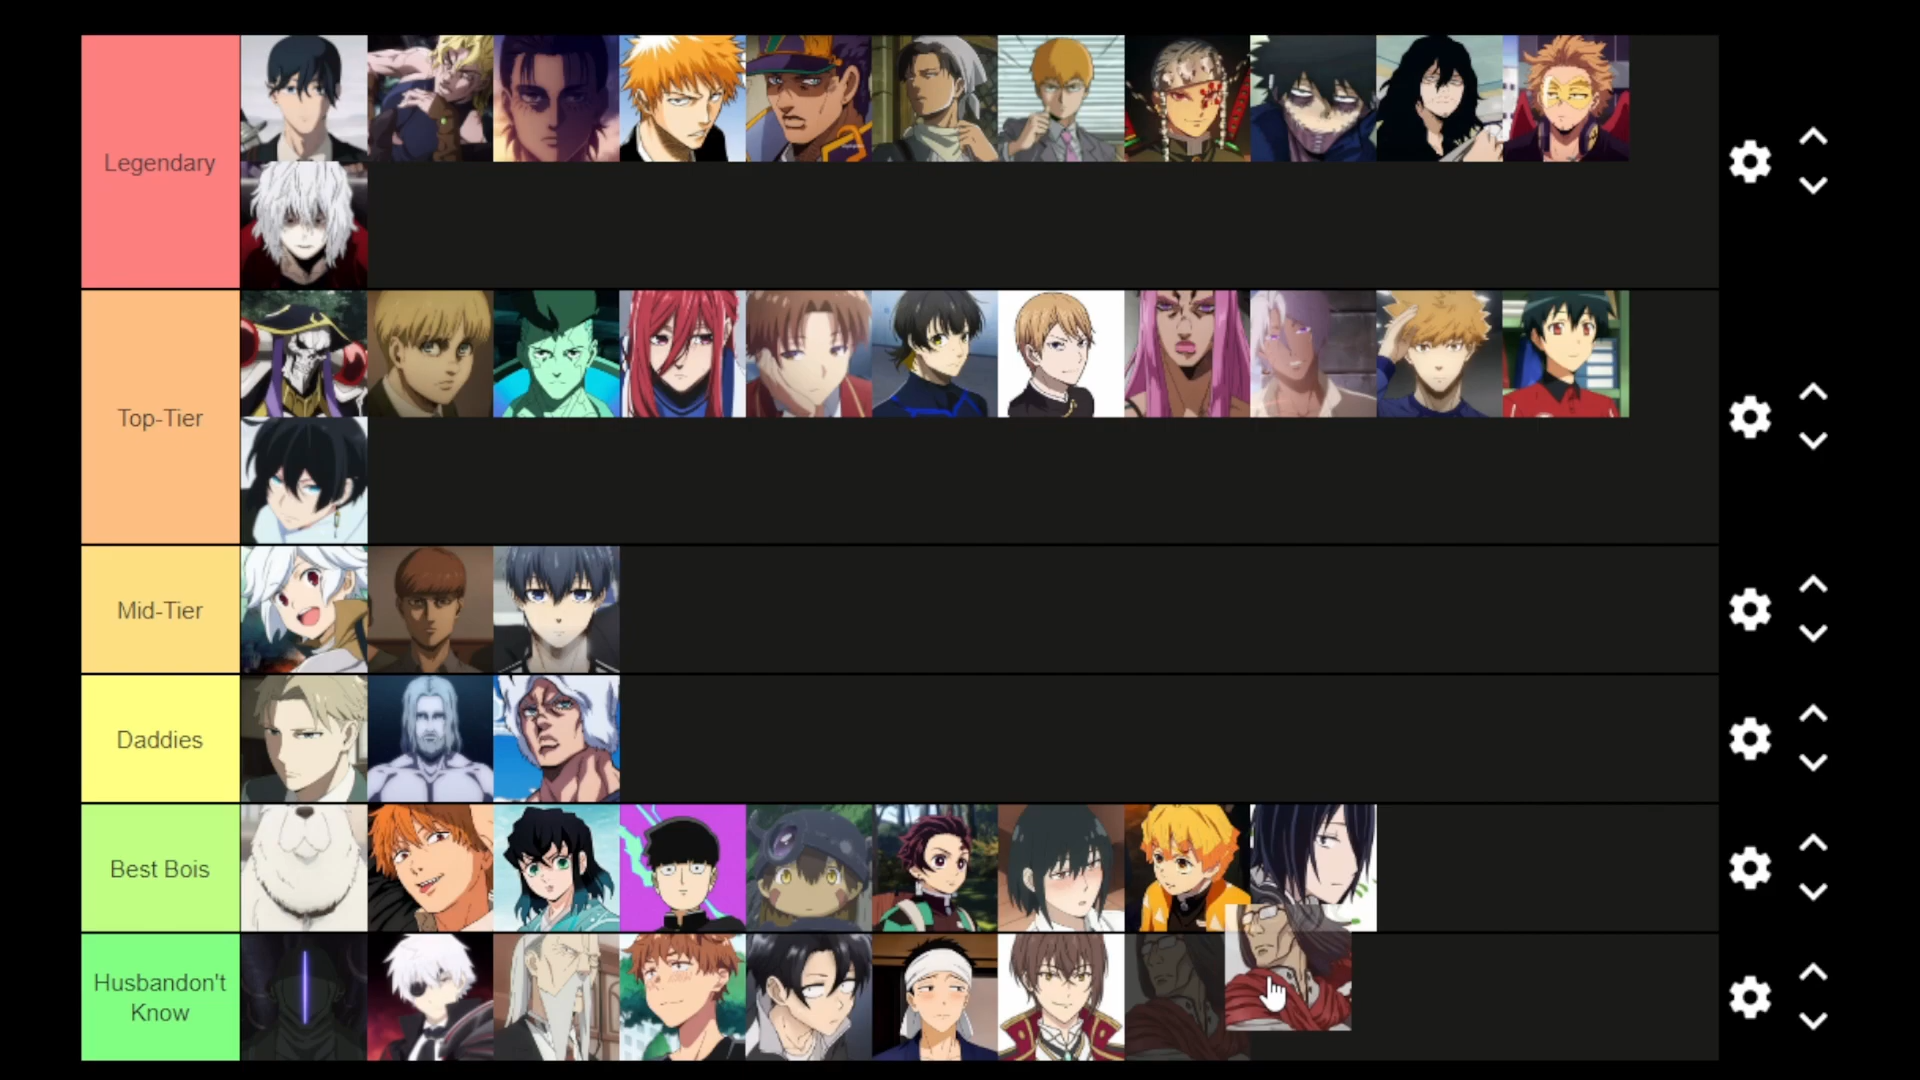 Legendary
Top-Tier
Mid-Tier
Daddies
Best Bois
Husbandon't
Know